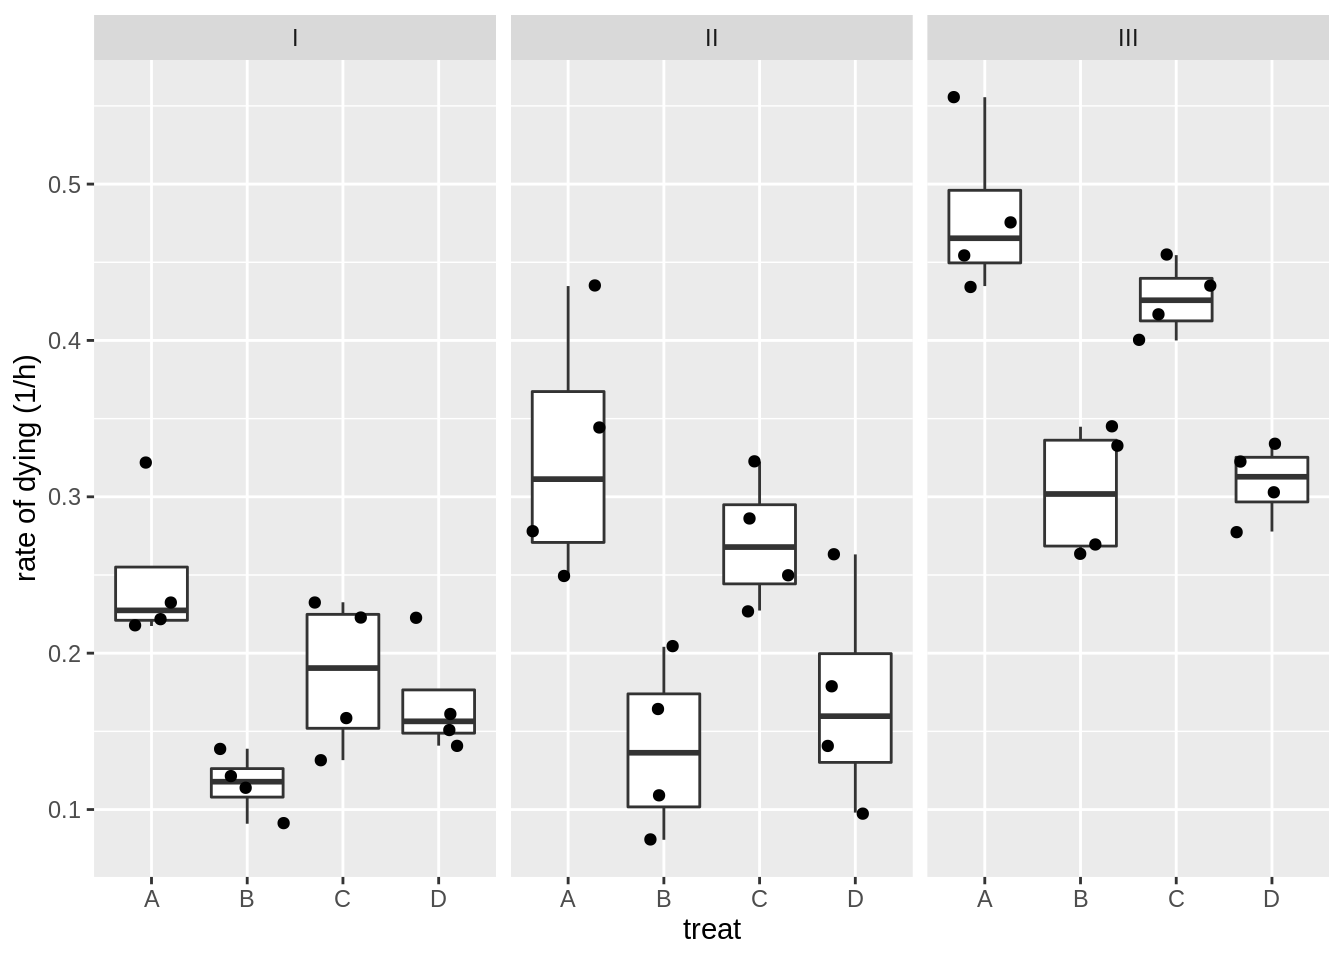 I II III
0.5
0.4
0.3
0.2
0.1
rate of dying (1/h)
A B C D A B C D A B C D
treat